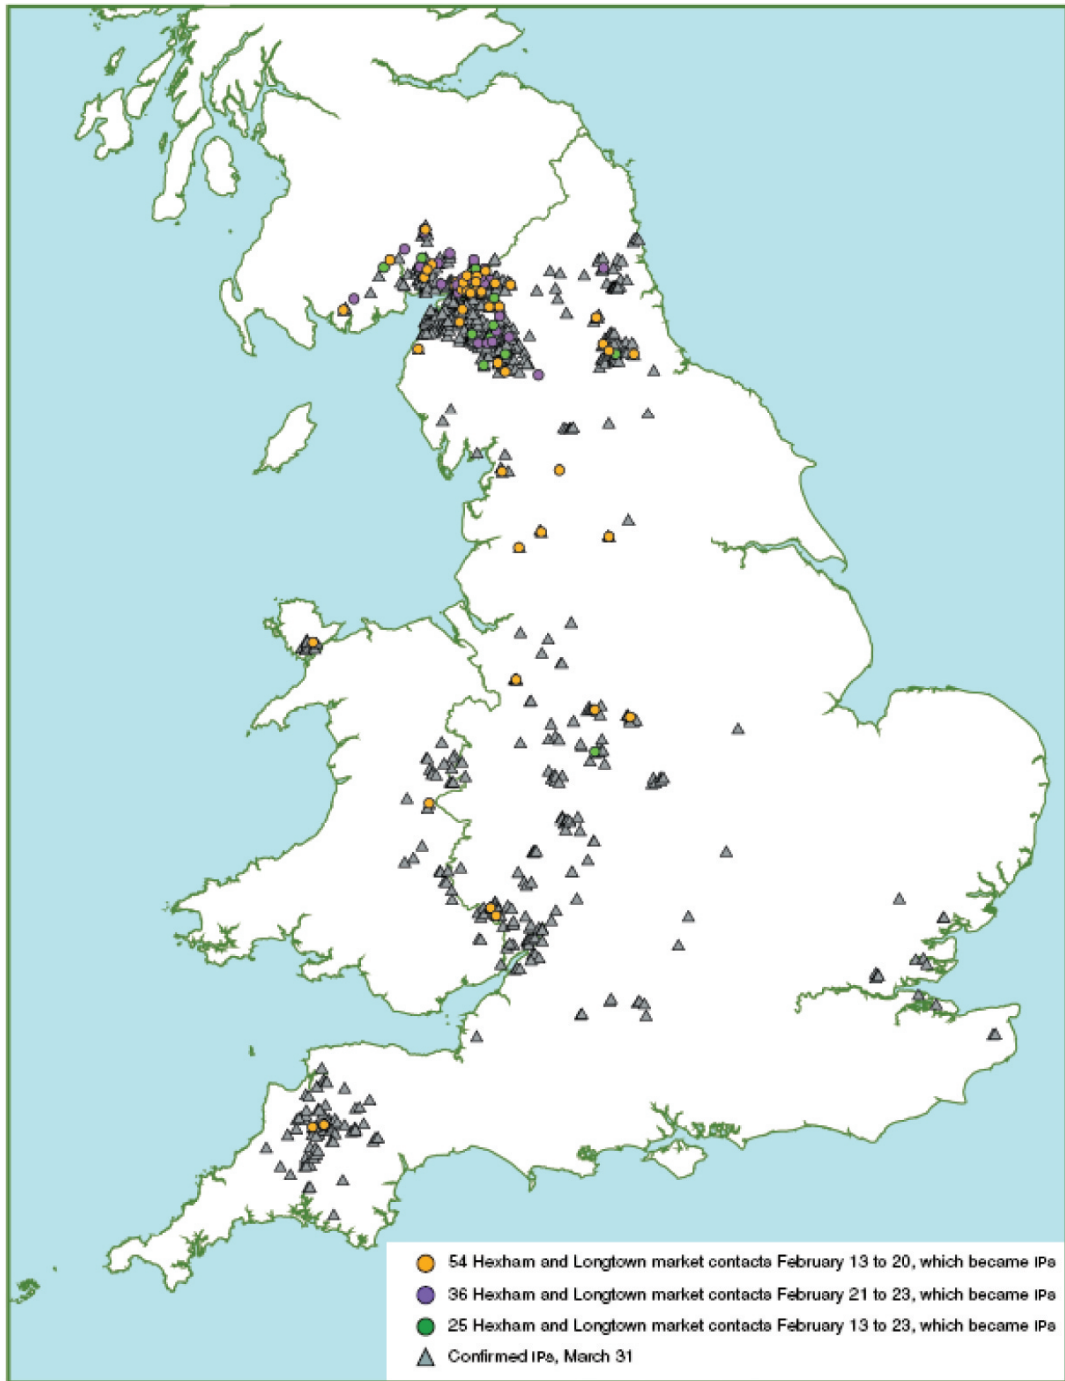 54 Hexham and Longtown market contacts February 13 to 20, which became IPs
36 Hexham and Longtown market contacts February 21 to 23, which became IPs
25 Hexham and Longtown market contacts February 13 to 23, which became IPs
Confirmed IPs, March 31